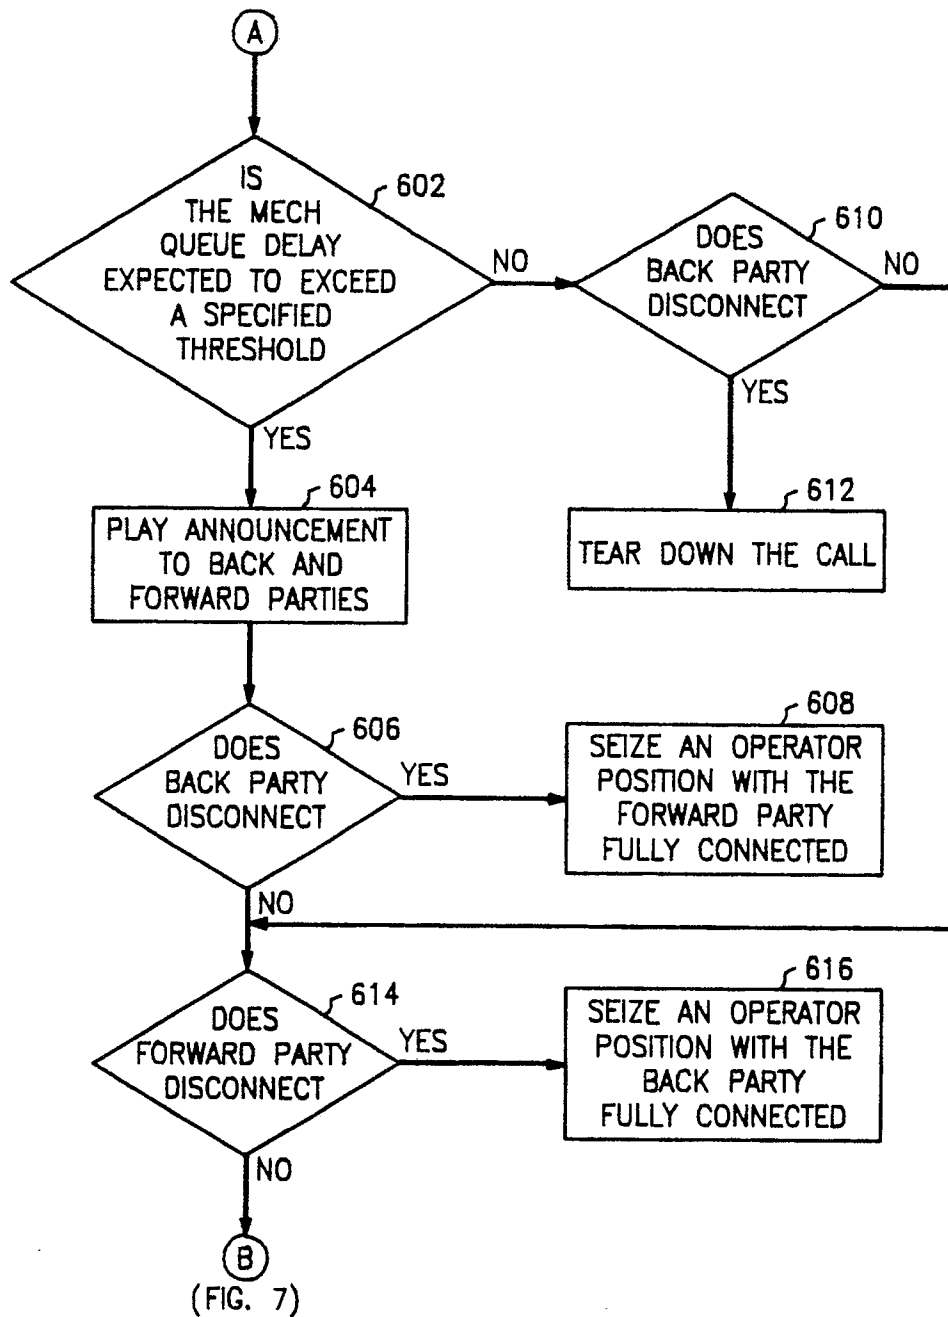 A
IS
THE MECH
QUEUE DELAY
EXPECTED TO EXCEED
A SPECIFIED
THRESHOLD
602
NO
YES
DOES
BACK PARTY
DISCONNECT
610
NO
YES
604
PLAY ANNOUNCEMENT
TO BACK AND
FORWARD PARTIES
612
TEAR DOWN THE CALL
606
DOES
BACK PARTY
DISCONNECT
YES
NO
608
SEIZE AN OPERATOR
POSITION WITH THE
FORWARD PARTY
FULLY CONNECTED
614
DOES
FORWARD PARTY
DISCONNECT
YES
NO
616
SEIZE AN OPERATOR
POSITION WITH THE
BACK PARTY
FULLY CONNECTED
B
(FIG. 7)